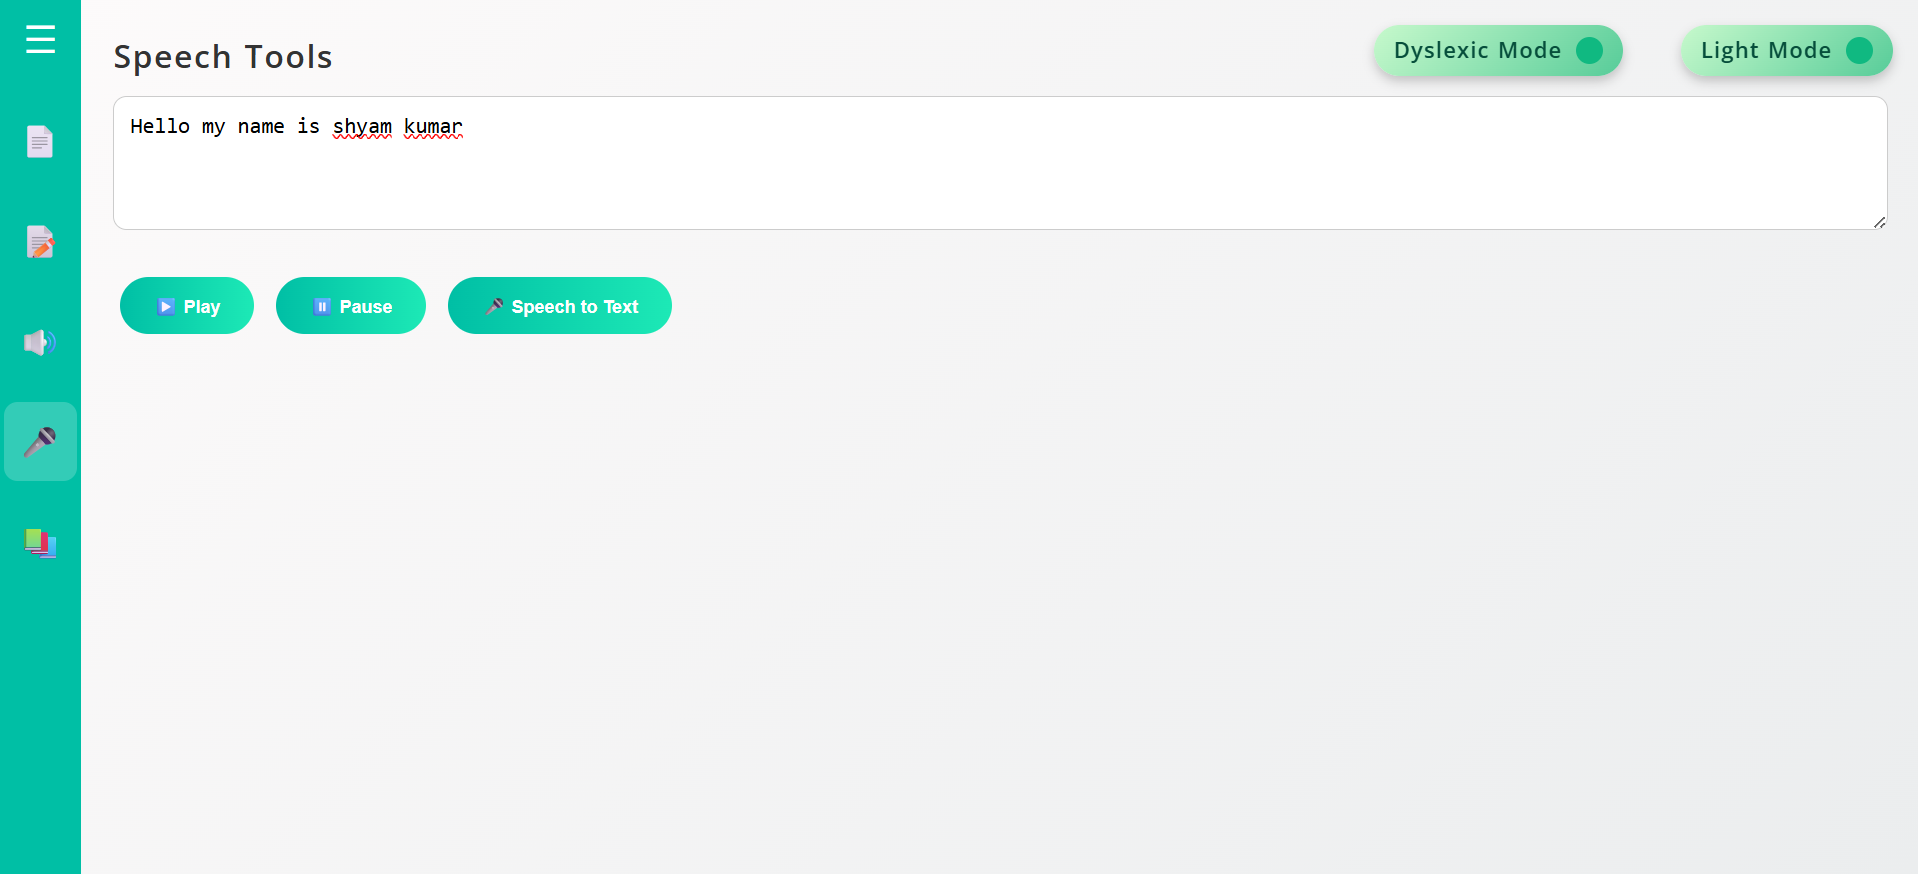 Speech Tools
Dyslexic Mode
Light Mode
Hello my name is shyam kumar
Play
Pause
Speech to Text